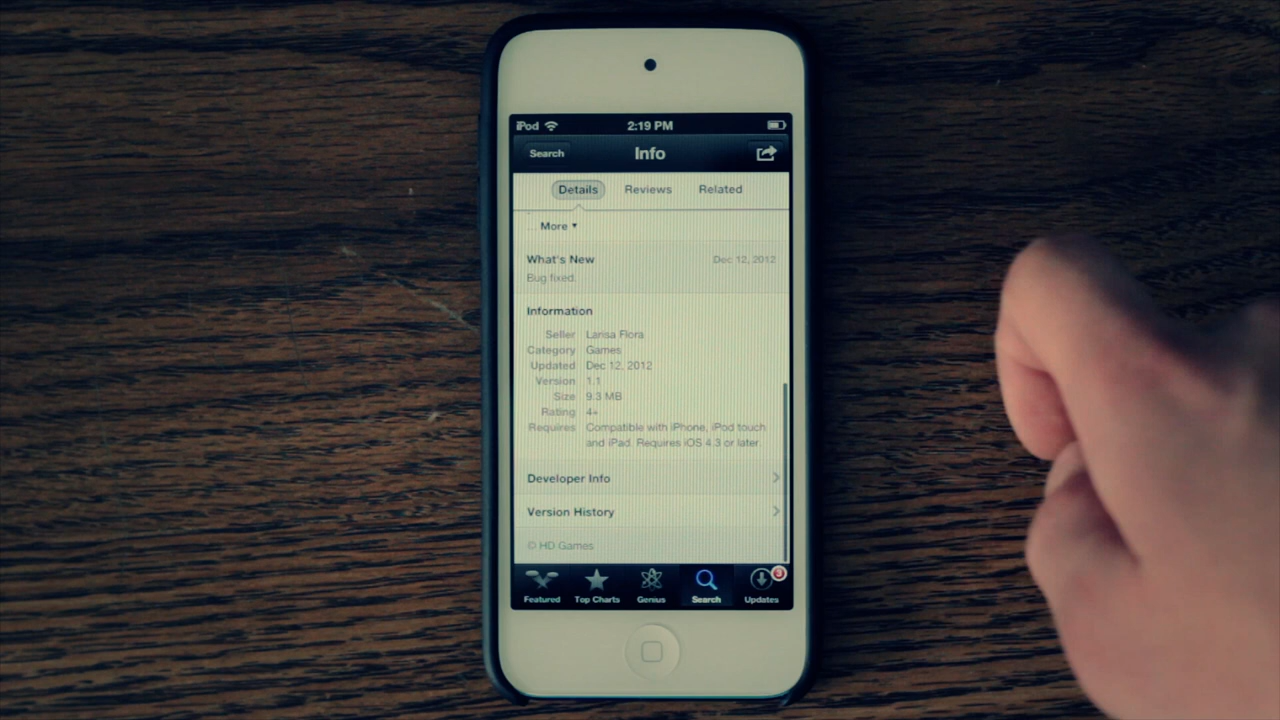 iPod 2:19 PM
Search Info
Details Reviews Related
... More ▾
What's New Dec 12, 2012
Bug fixed.
Information
Seller Larisa Flora
Category Games
Updated Dec 12, 2012
Version 1.1
Size 9.3 MB
Rating 4+
Requires Compatible with iPhone, iPod touch
and iPad. Requires iOS 4.3 or later.
Developer Info
Version History
© HD Games
3
Featured Top Charts Genius Search Updates